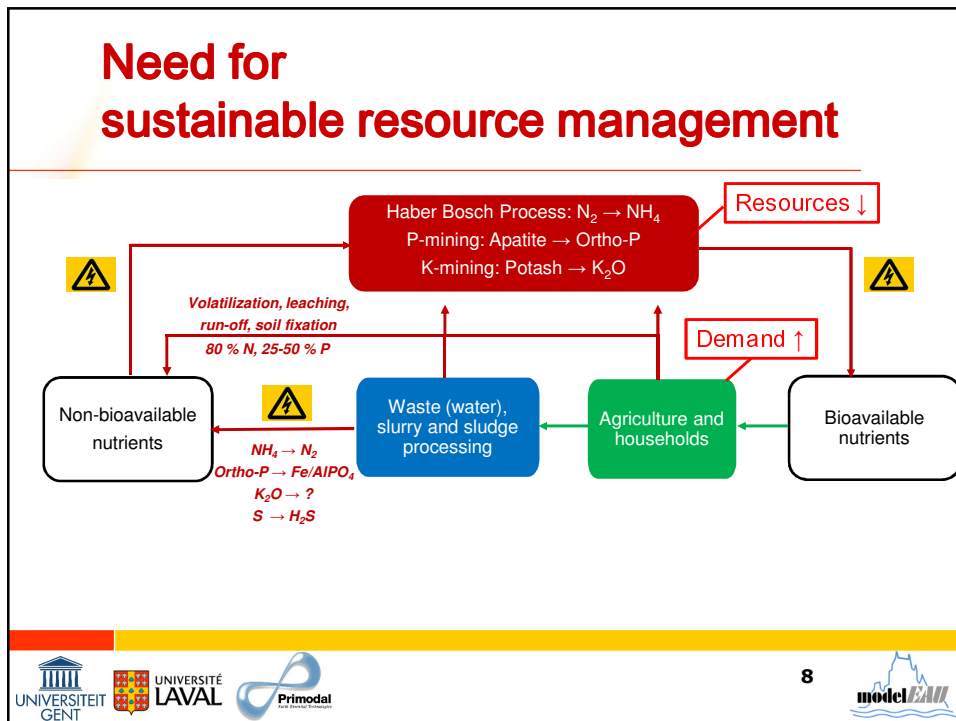 Need for
sustainable resource management
Haber Bosch Process: N₂ → NH₄
P-mining: Apatite → Ortho-P
K-mining: Potash → K₂O
Resources ↓
Volatilization, leaching,
run-off, soil fixation
80 % N, 25-50 % P
Demand ↑
Non-bioavailable
nutrients
Waste (water),
slurry and sludge
processing
Agriculture and
households
Bioavailable
nutrients
NH₄ → N₂
Ortho-P → Fe/AlPO₄
K₂O → ?
S → H₂S
UNIVERSITEIT
GENT
UNIVERSITÉ
LAVAL
Primodal
8
modelEAU